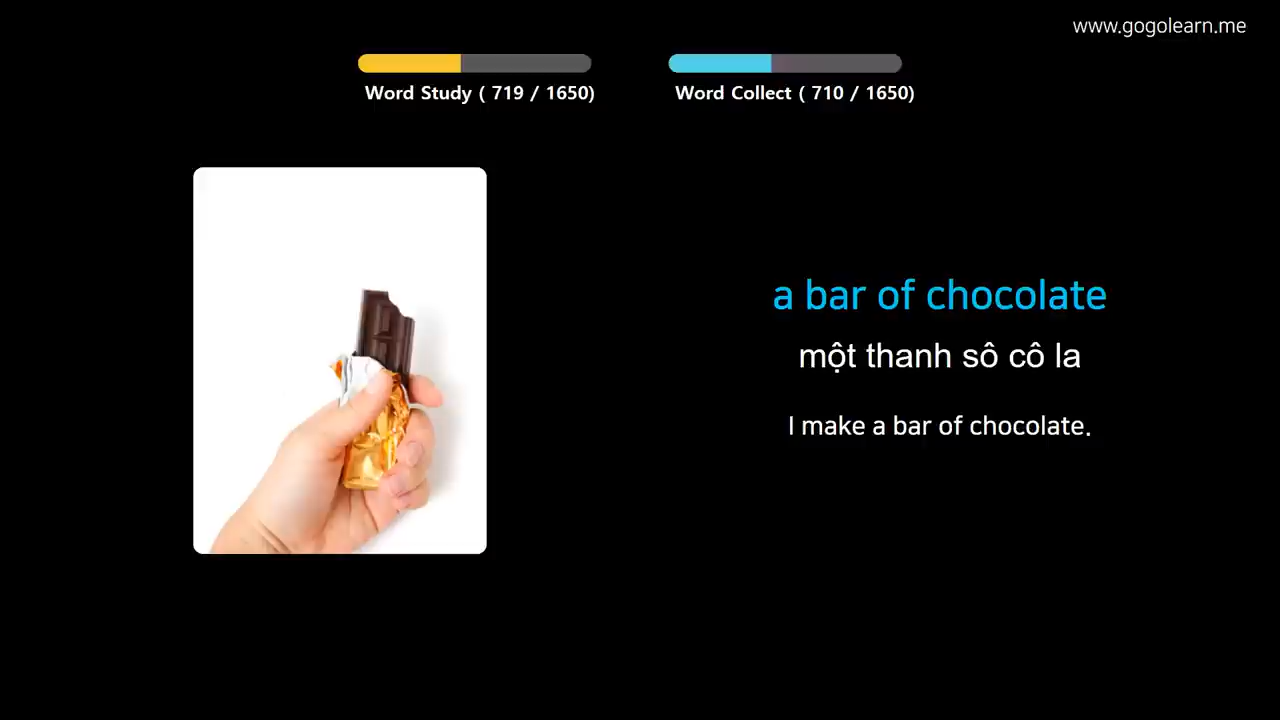 www.gogolearn.me
Word Study ( 719 / 1650)
Word Collect ( 710 / 1650)
a bar of chocolate
một thanh sô cô la
I make a bar of chocolate.